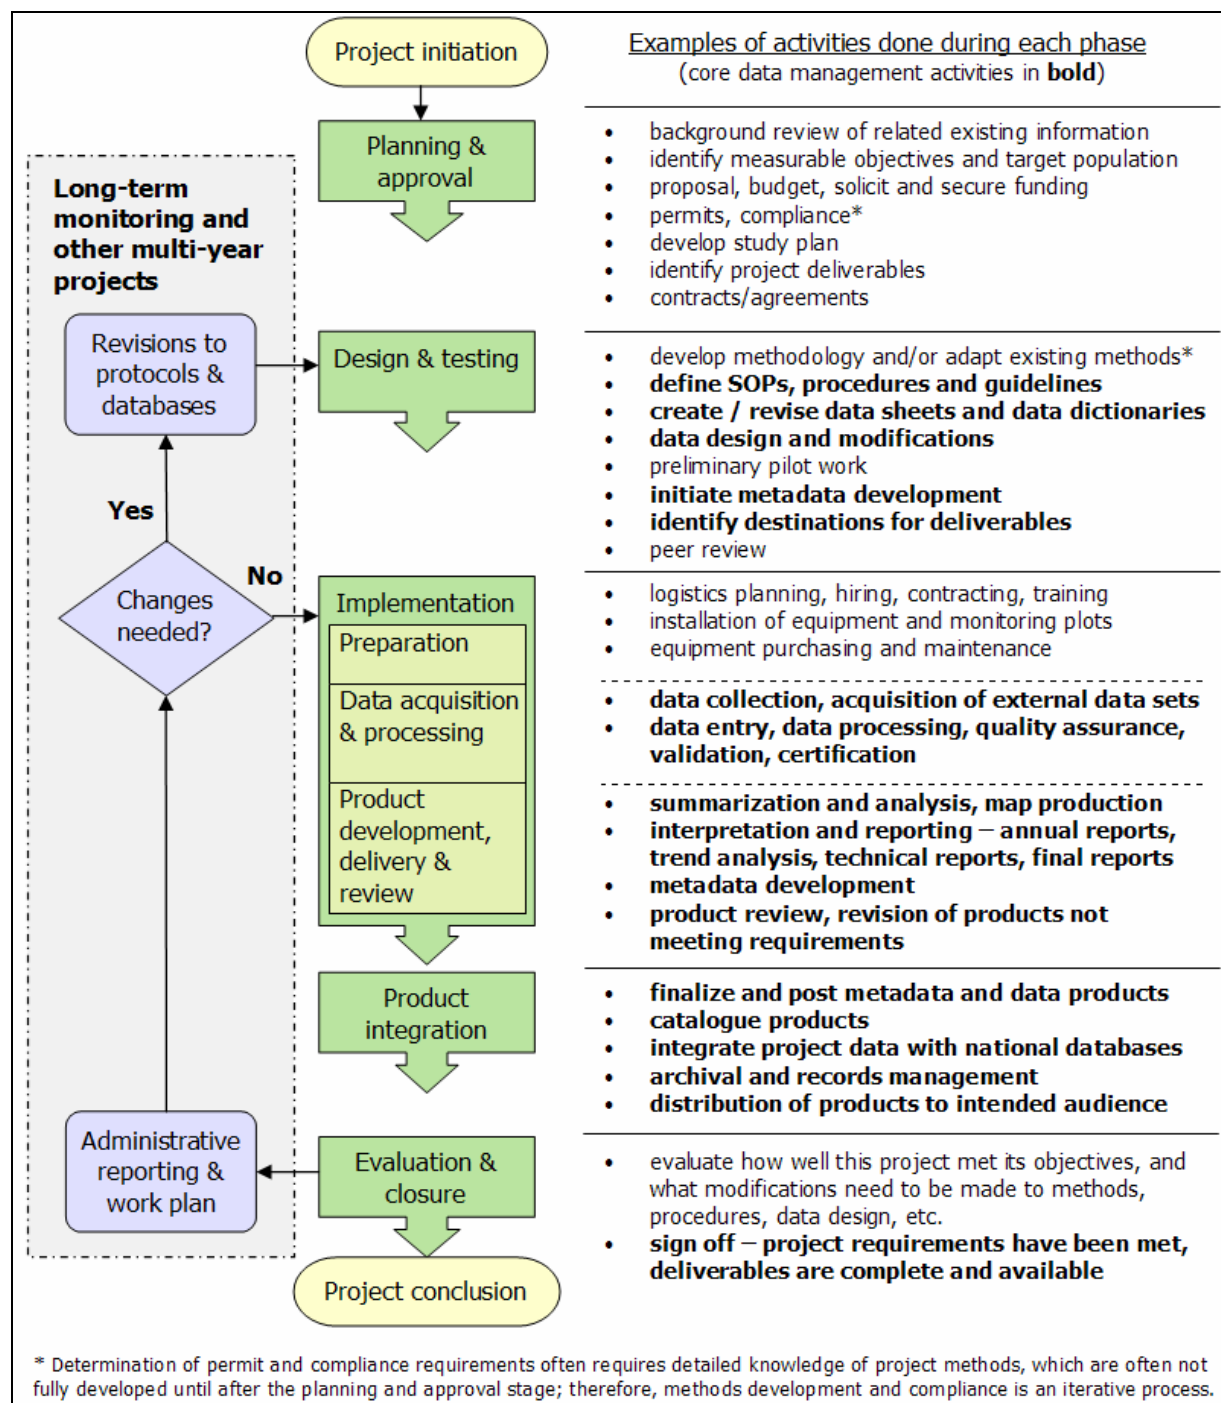 Project initiation
Examples of activities done during each phase
(core data management activities in bold)
Planning &
approval
• background review of related existing information
• identify measurable objectives and target population
• proposal, budget, solicit and secure funding
• permits, compliance*
• develop study plan
• identify project deliverables
• contracts/agreements
Long-term
monitoring and
other multi-year
projects
Revisions to
protocols &
databases
Design & testing
• develop methodology and/or adapt existing methods*
• define SOPs, procedures and guidelines
• create / revise data sheets and data dictionaries
• data design and modifications
• preliminary pilot work
• initiate metadata development
• identify destinations for deliverables
• peer review
Yes
No
Changes
needed?
Implementation
Preparation
• logistics planning, hiring, contracting, training
• installation of equipment and monitoring plots
• equipment purchasing and maintenance
Data acquisition
& processing
• data collection, acquisition of external data sets
• data entry, data processing, quality assurance,
validation, certification
Product
development,
delivery &
review
• summarization and analysis, map production
• interpretation and reporting – annual reports,
trend analysis, technical reports, final reports
• metadata development
• product review, revision of products not
meeting requirements
Product
integration
• finalize and post metadata and data products
• catalogue products
• integrate project data with national databases
• archival and records management
• distribution of products to intended audience
Administrative
reporting &
work plan
Evaluation &
closure
• evaluate how well this project met its objectives, and
what modifications need to be made to methods,
procedures, data design, etc.
• sign off – project requirements have been met,
deliverables are complete and available
Project conclusion
* Determination of permit and compliance requirements often requires detailed knowledge of project methods, which are often not
fully developed until after the planning and approval stage; therefore, methods development and compliance is an iterative process.